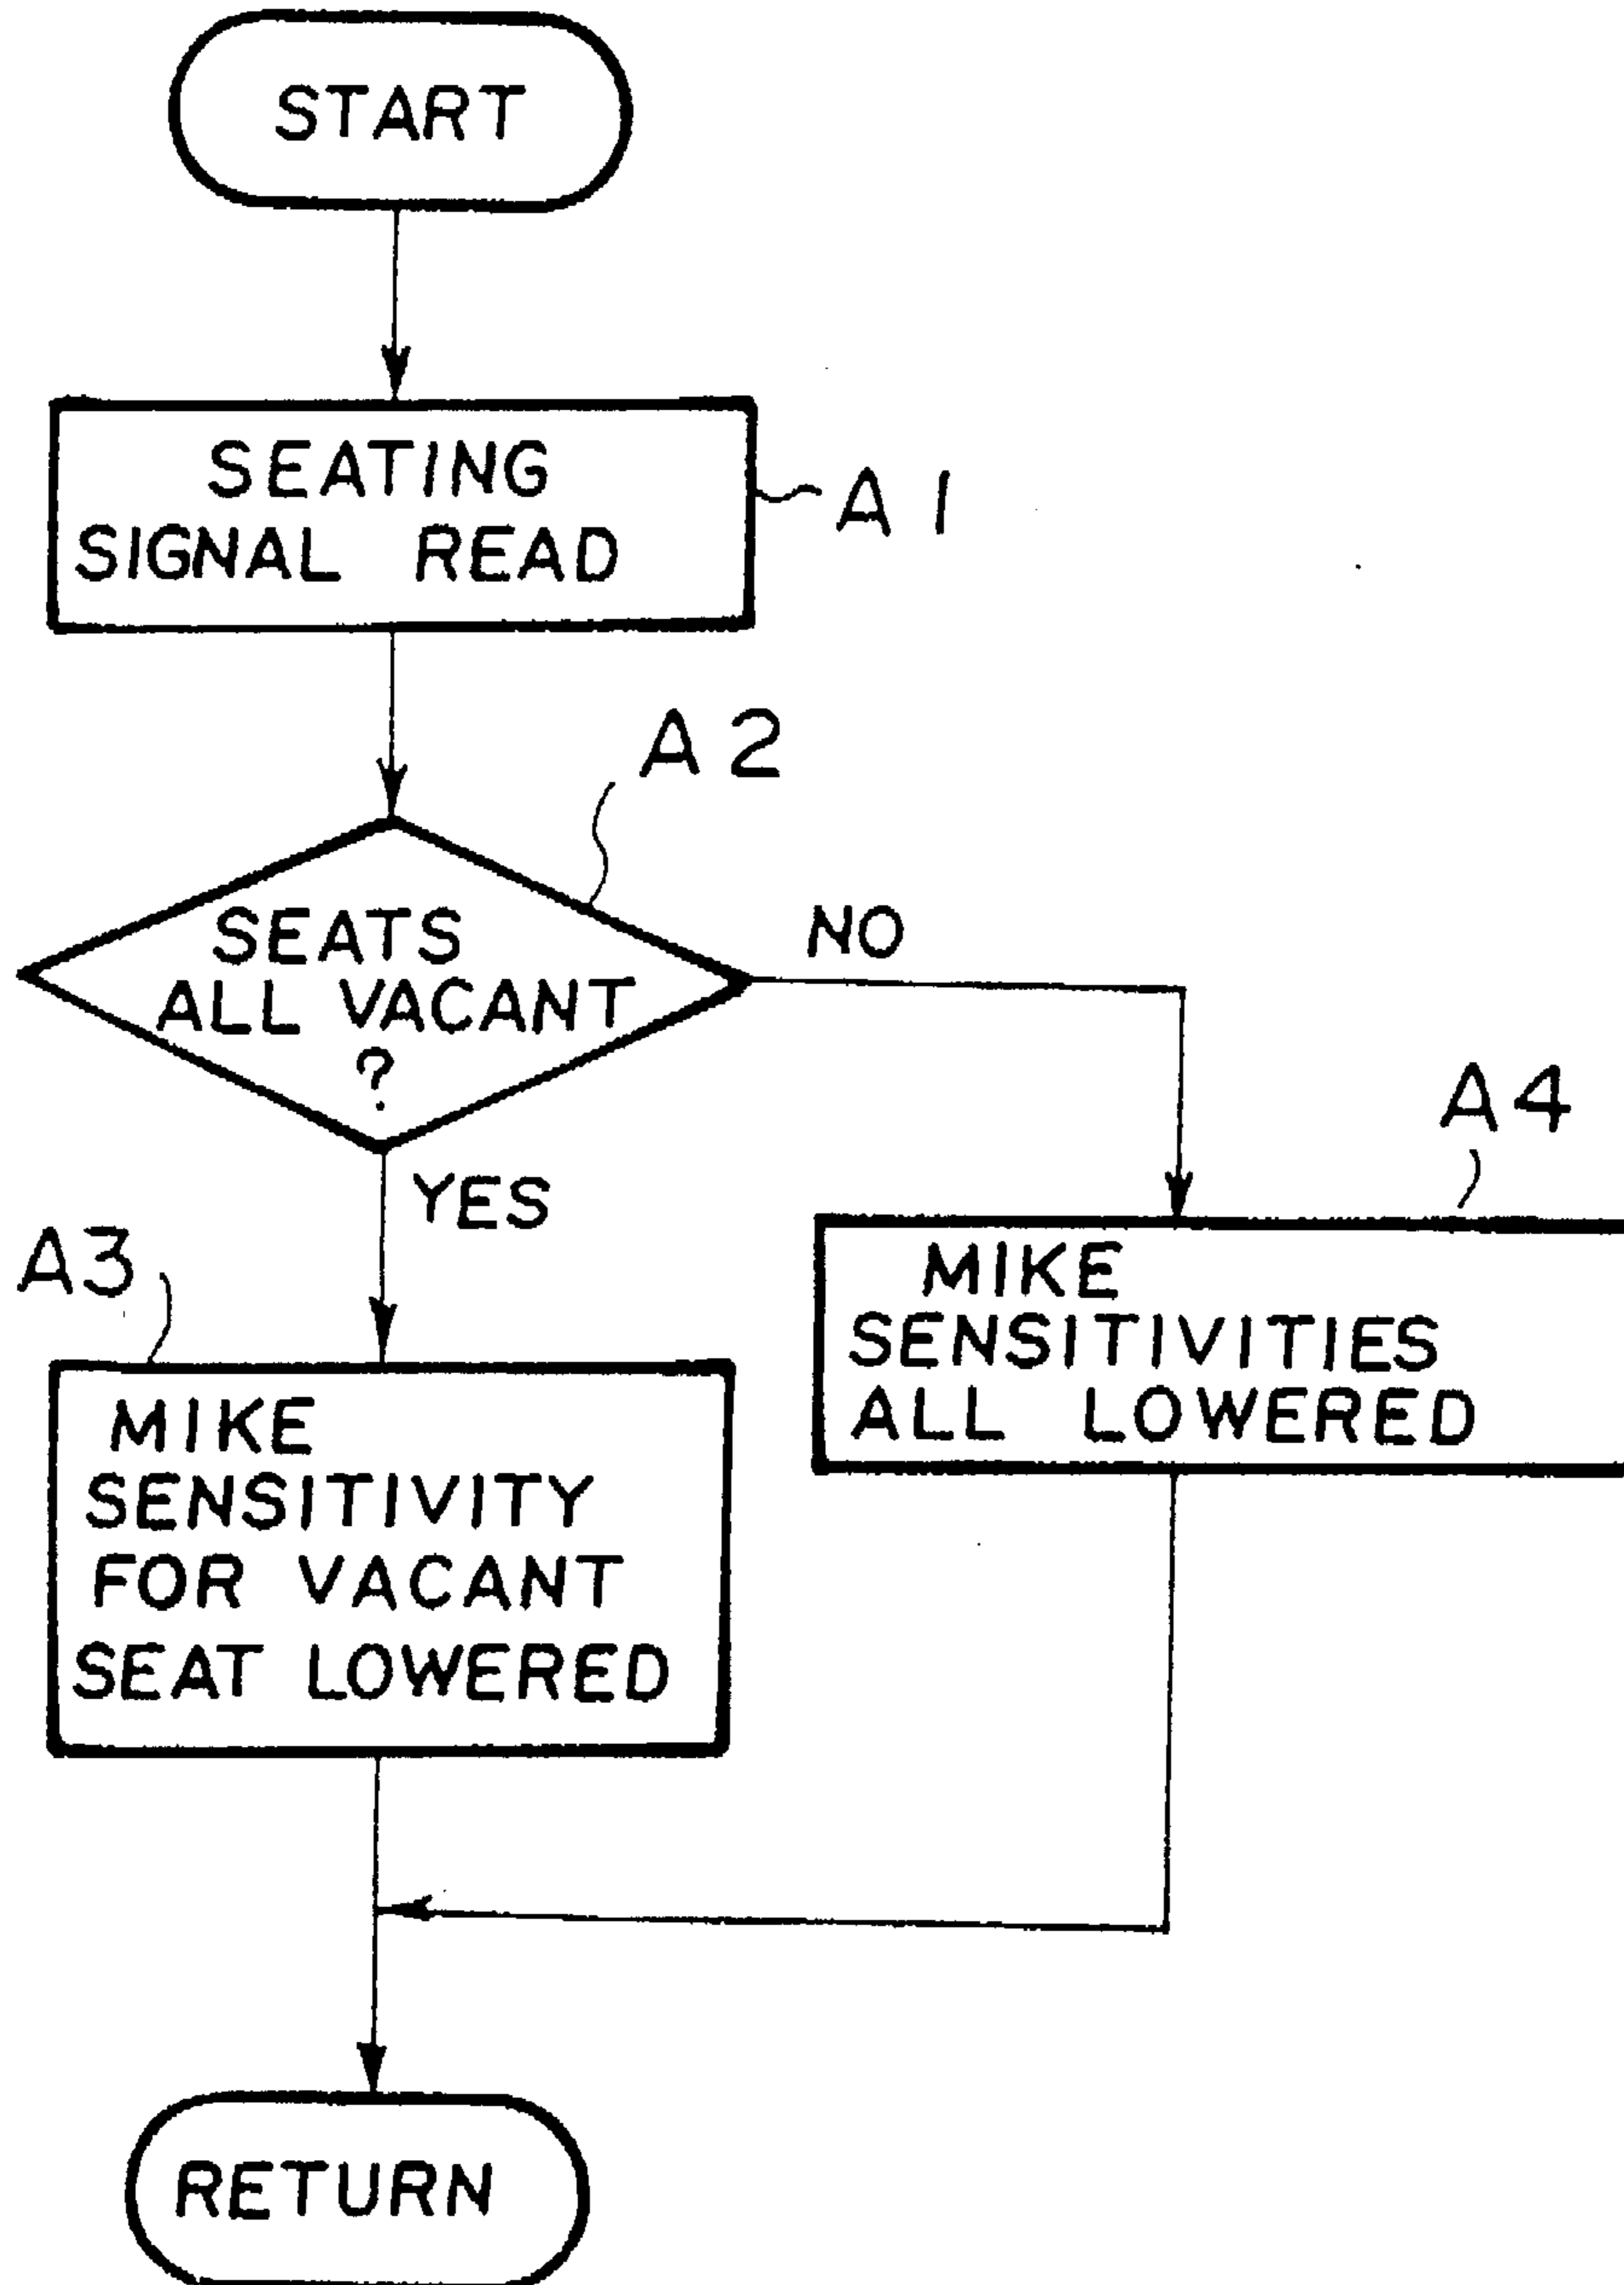 START
SEATING
SIGNAL READ
A1
A2
SEATS
ALL VACANT
?
NO
YES
A4
MIKE
SENSITIVITIES
ALL LOWERED
A3
MIKE
SENSITIVITY
FOR VACANT
SEAT LOWERED
RETURN